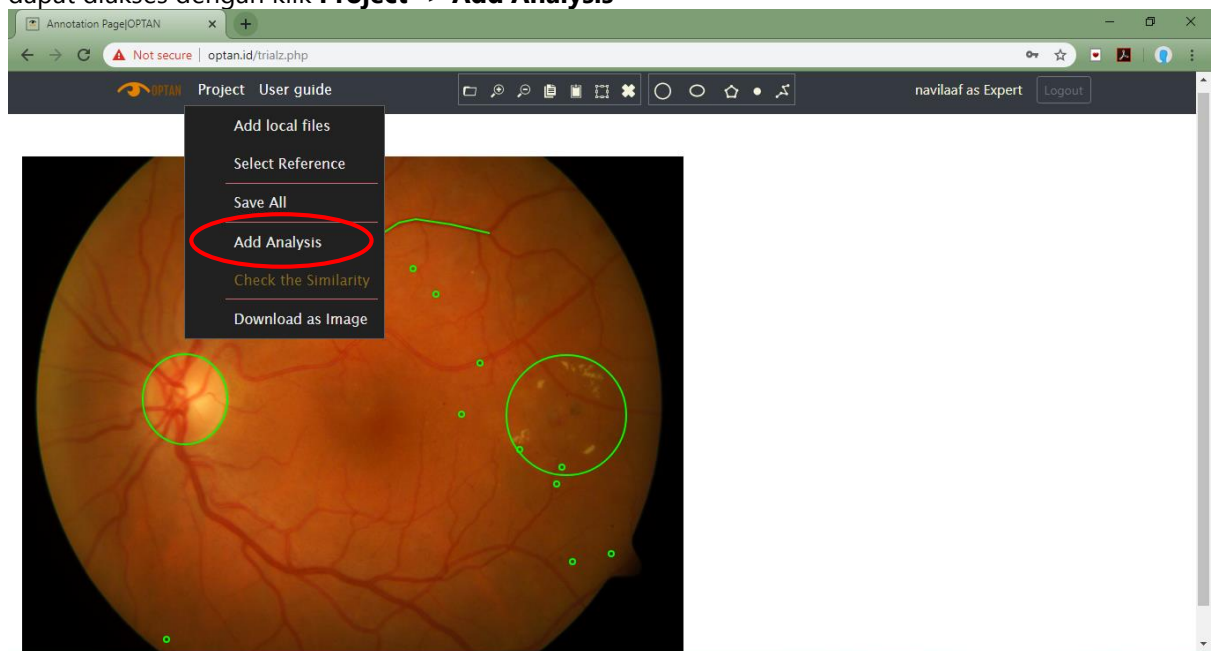 dapat diakses dengan klik Project -> Add Analysis
Annotation Page|OPTAN
Not secure | optan.id/trialz.php
OPTAN Project User guide navilaaf as Expert Logout
Add local files
Select Reference
Save All
Add Analysis
Check the Similarity
Download as Image